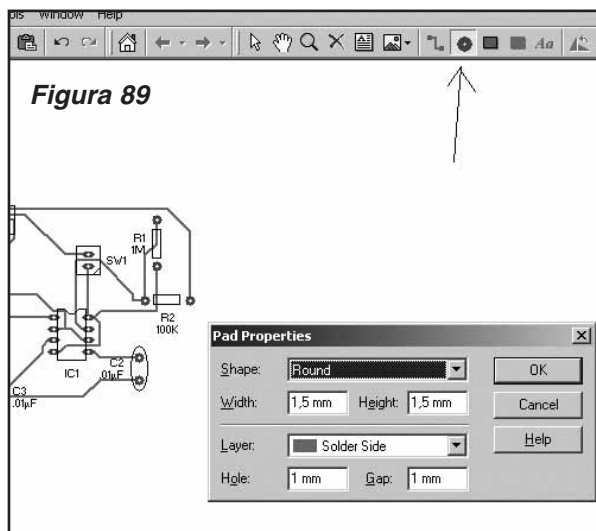 ols Window Help
Aa
Figura 89
R1
1M
SW1
R2
100K
IC1
C2
.01µF
C3
.01µF
Pad Properties
Shape: Round OK
Width: 1,5 mm Height: 1,5 mm Cancel
Layer: Solder Side Help
Hole: 1 mm Gap: 1 mm